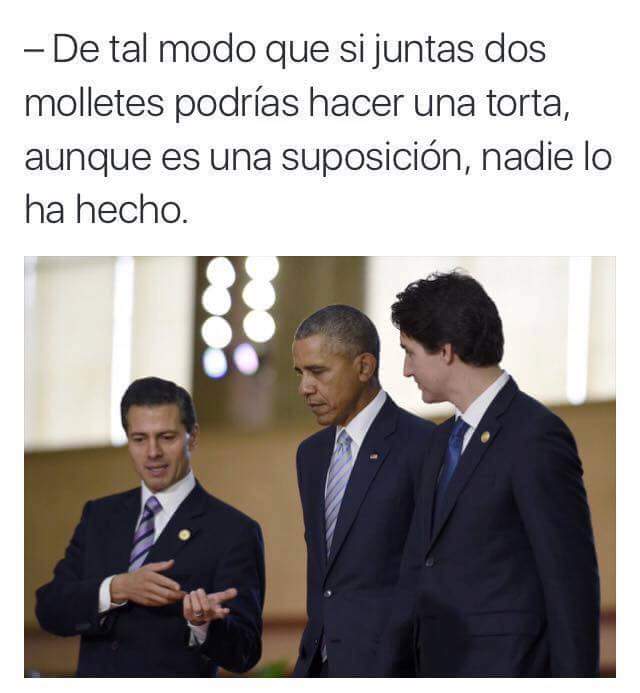 – De tal modo que si juntas dos
molletes podrías hacer una torta,
aunque es una suposición, nadie lo
ha hecho.